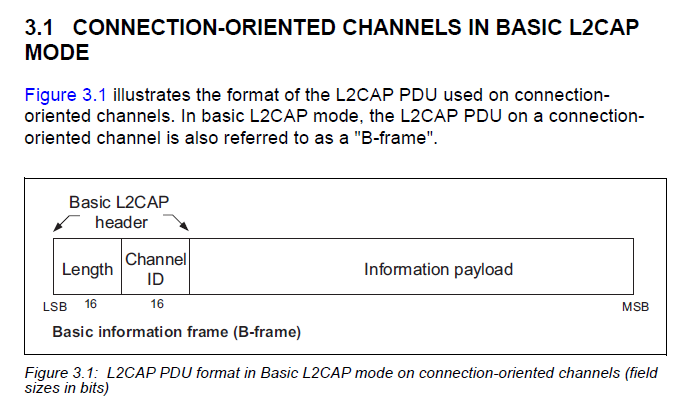 3.1 CONNECTION-ORIENTED CHANNELS IN BASIC L2CAP
MODE
Figure 3.1 illustrates the format of the L2CAP PDU used on connection-
oriented channels. In basic L2CAP mode, the L2CAP PDU on a connection-
oriented channel is also referred to as a "B-frame".
Basic L2CAP
header
Length
Channel
ID
Information payload
LSB 16 16 MSB
Basic information frame (B-frame)
Figure 3.1: L2CAP PDU format in Basic L2CAP mode on connection-oriented channels (field
sizes in bits)